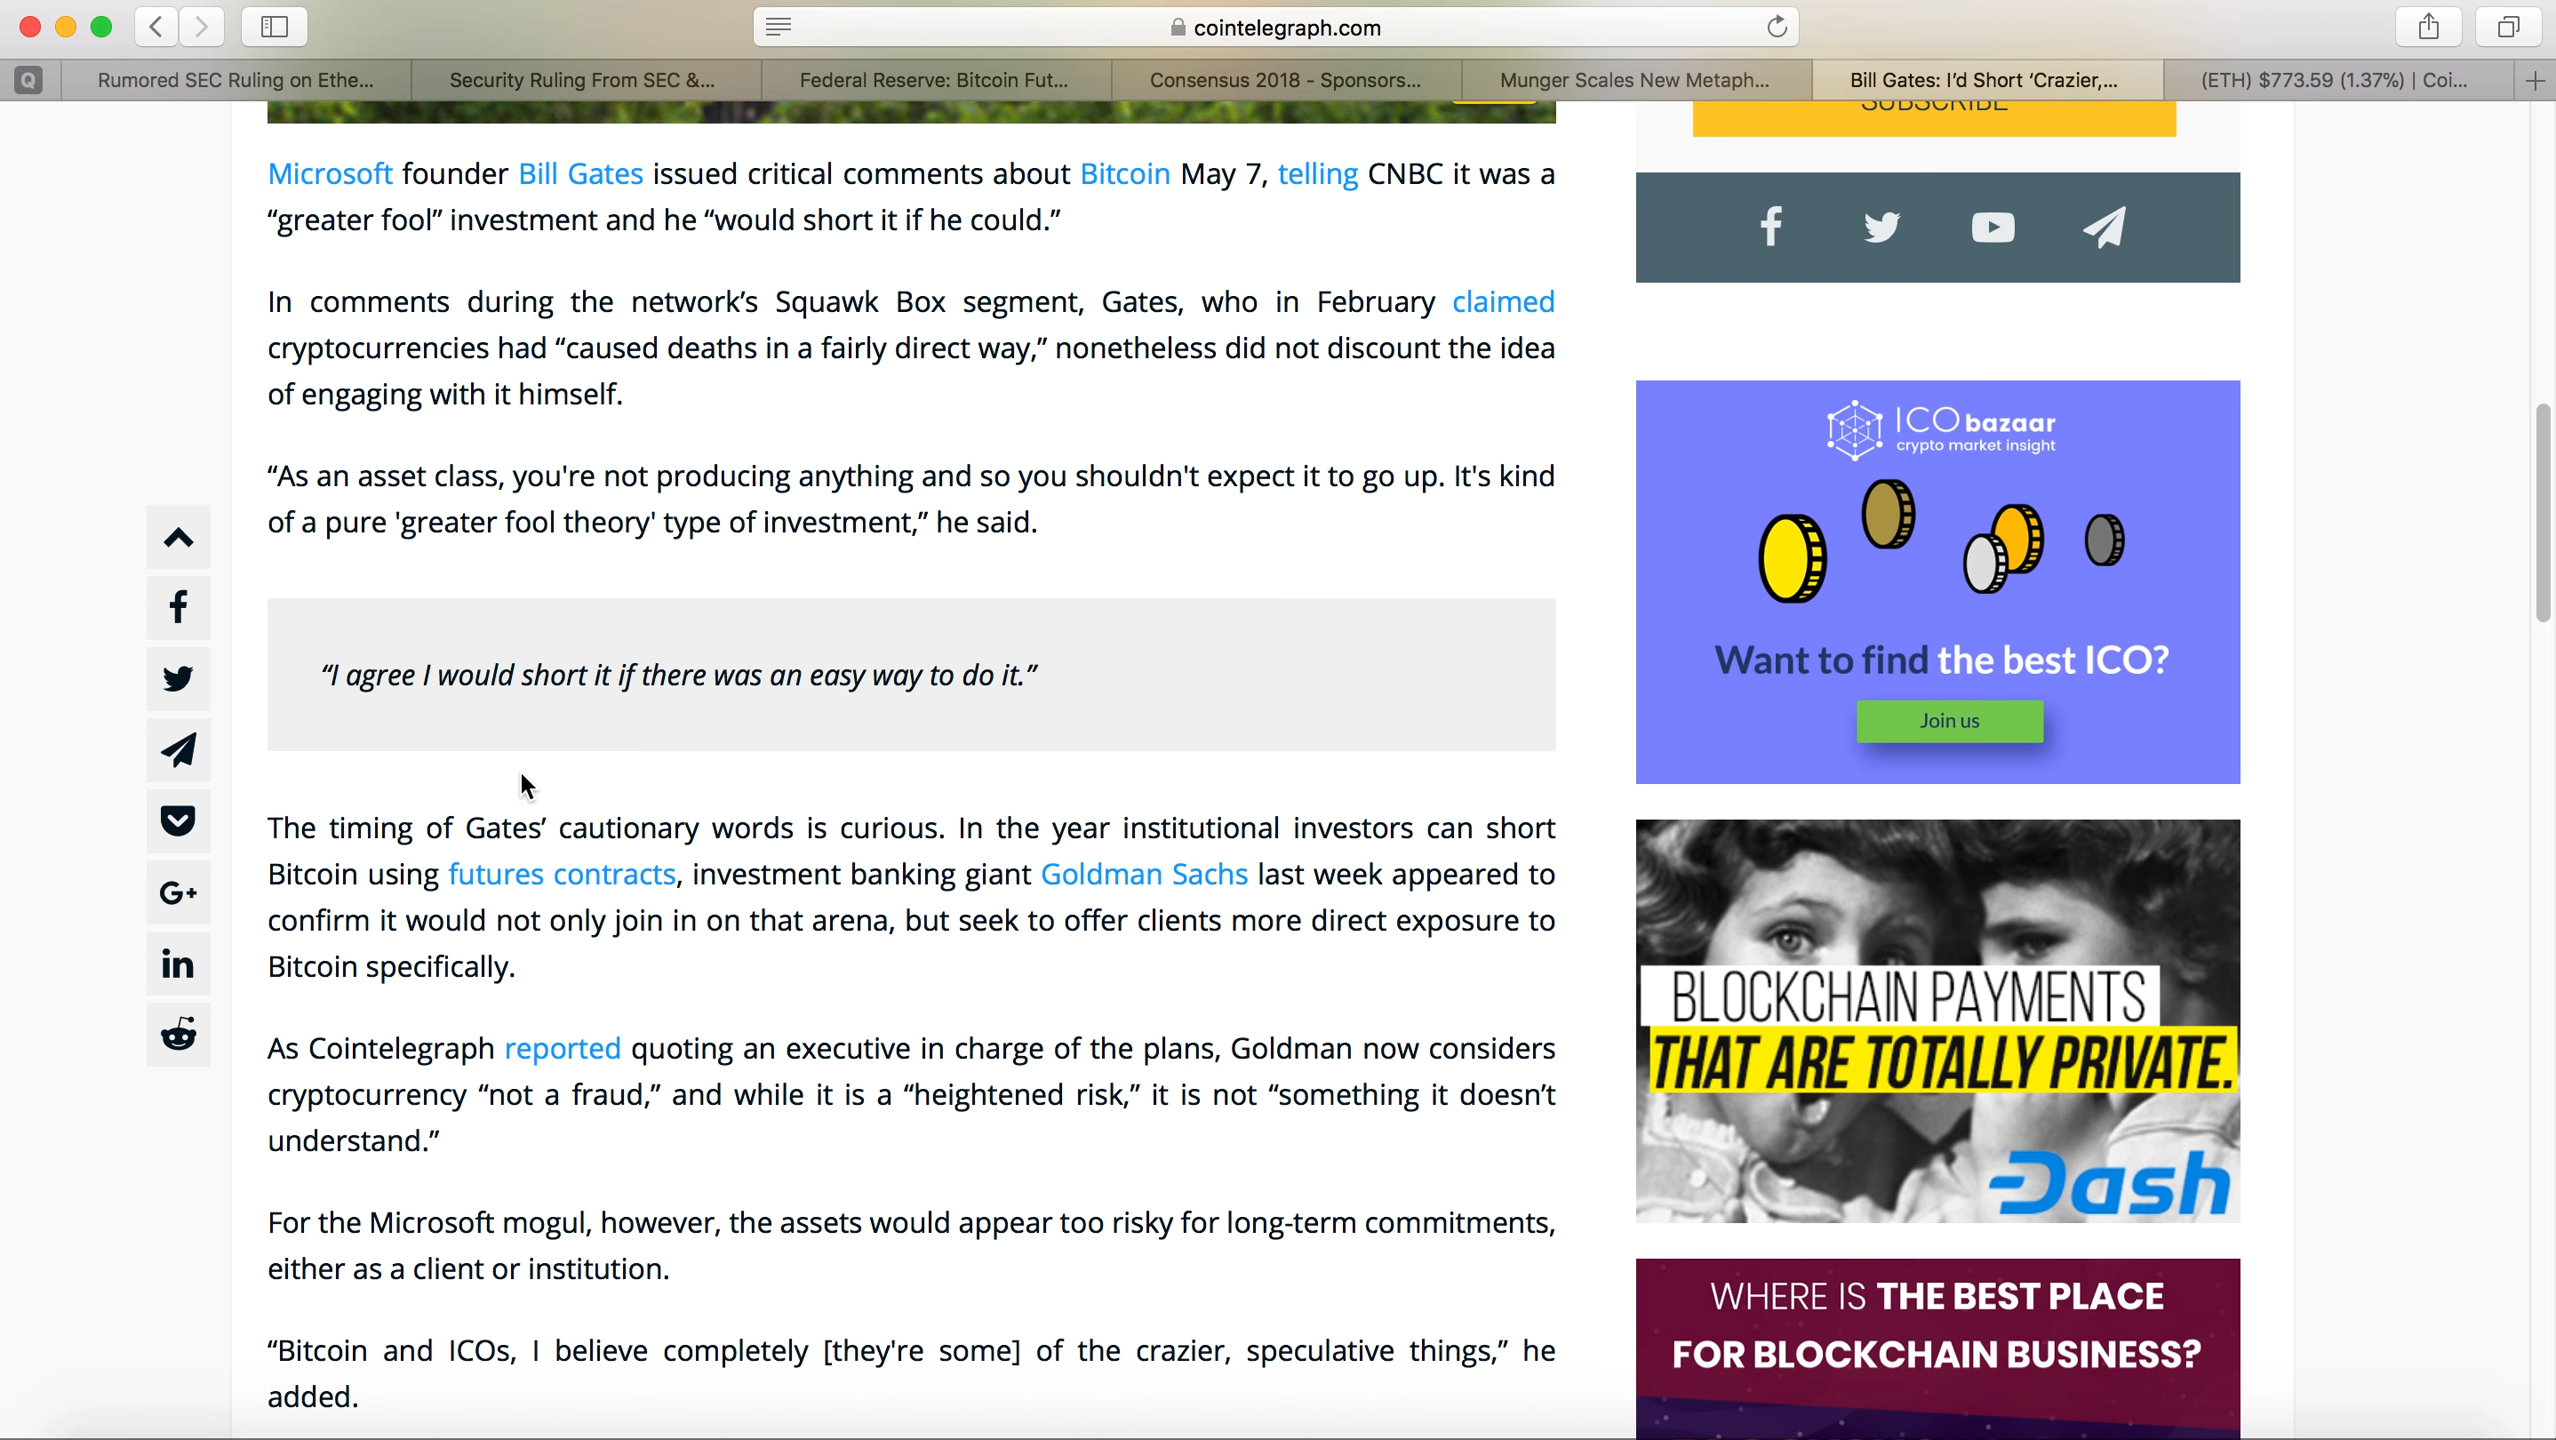 cointelegraph.com
Q
Rumored SEC Ruling on Ethe...
Security Ruling From SEC &...
Federal Reserve: Bitcoin Fut...
Consensus 2018 - Sponsors...
Munger Scales New Metaph...
Bill Gates: I'd Short ‘Crazier,...
(ETH) $773.59 (1.37%) | Coi...
Microsoft founder Bill Gates issued critical comments about Bitcoin May 7, telling CNBC it was a
“greater fool” investment and he “would short it if he could.”
In comments during the network’s Squawk Box segment, Gates, who in February claimed
cryptocurrencies had “caused deaths in a fairly direct way,” nonetheless did not discount the idea
of engaging with it himself.
“As an asset class, you're not producing anything and so you shouldn't expect it to go up. It's kind
of a pure 'greater fool theory' type of investment,” he said.
“I agree I would short it if there was an easy way to do it.”
The timing of Gates’ cautionary words is curious. In the year institutional investors can short
Bitcoin using futures contracts, investment banking giant Goldman Sachs last week appeared to
confirm it would not only join in on that arena, but seek to offer clients more direct exposure to
Bitcoin specifically.
As Cointelegraph reported quoting an executive in charge of the plans, Goldman now considers
cryptocurrency “not a fraud,” and while it is a “heightened risk,” it is not “something it doesn’t
understand.”
For the Microsoft mogul, however, the assets would appear too risky for long-term commitments,
either as a client or institution.
“Bitcoin and ICOs, I believe completely [they're some] of the crazier, speculative things,” he
added.
G+
in
SUBSCRIBE
ICO bazaar
crypto market insight
Want to find the best ICO?
Join us
BLOCKCHAIN PAYMENTS
THAT ARE TOTALLY PRIVATE.
Dash
WHERE IS THE BEST PLACE
FOR BLOCKCHAIN BUSINESS?